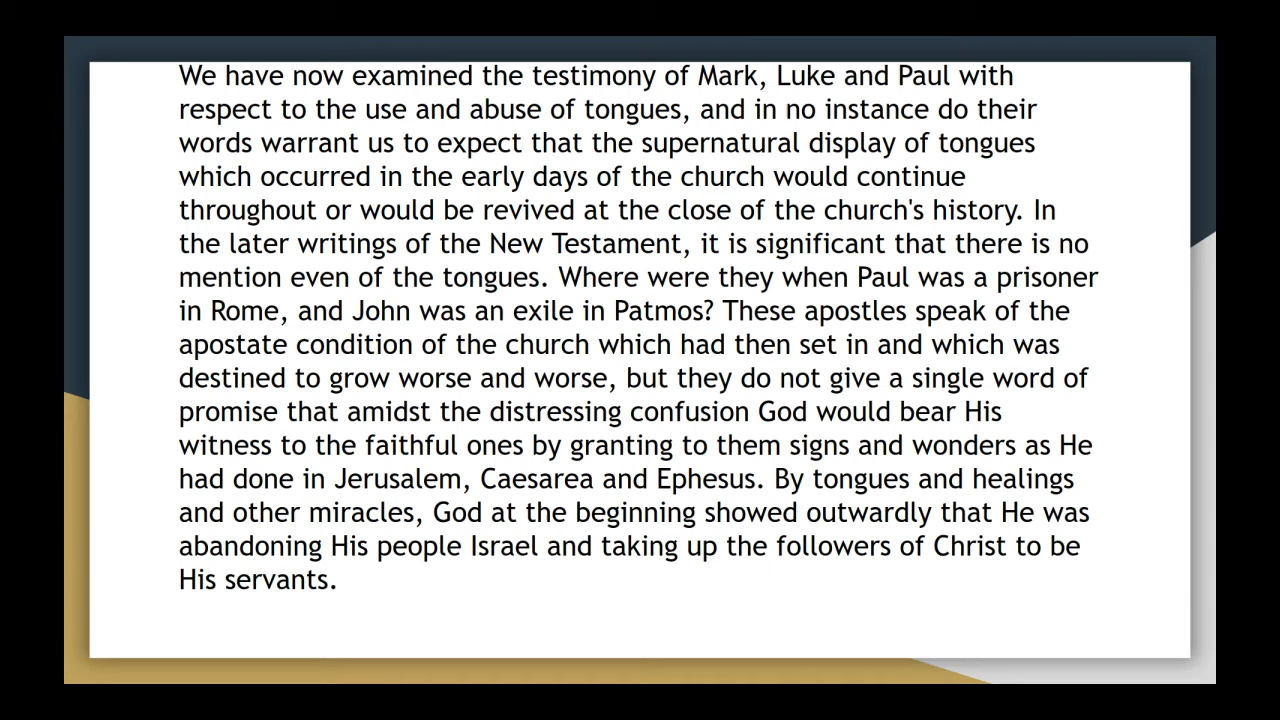 We have now examined the testimony of Mark, Luke and Paul with
respect to the use and abuse of tongues, and in no instance do their
words warrant us to expect that the supernatural display of tongues
which occurred in the early days of the church would continue
throughout or would be revived at the close of the church's history. In
the later writings of the New Testament, it is significant that there is no
mention even of the tongues. Where were they when Paul was a prisoner
in Rome, and John was an exile in Patmos? These apostles speak of the
apostate condition of the church which had then set in and which was
destined to grow worse and worse, but they do not give a single word of
promise that amidst the distressing confusion God would bear His
witness to the faithful ones by granting to them signs and wonders as He
had done in Jerusalem, Caesarea and Ephesus. By tongues and healings
and other miracles, God at the beginning showed outwardly that He was
abandoning His people Israel and taking up the followers of Christ to be
His servants.